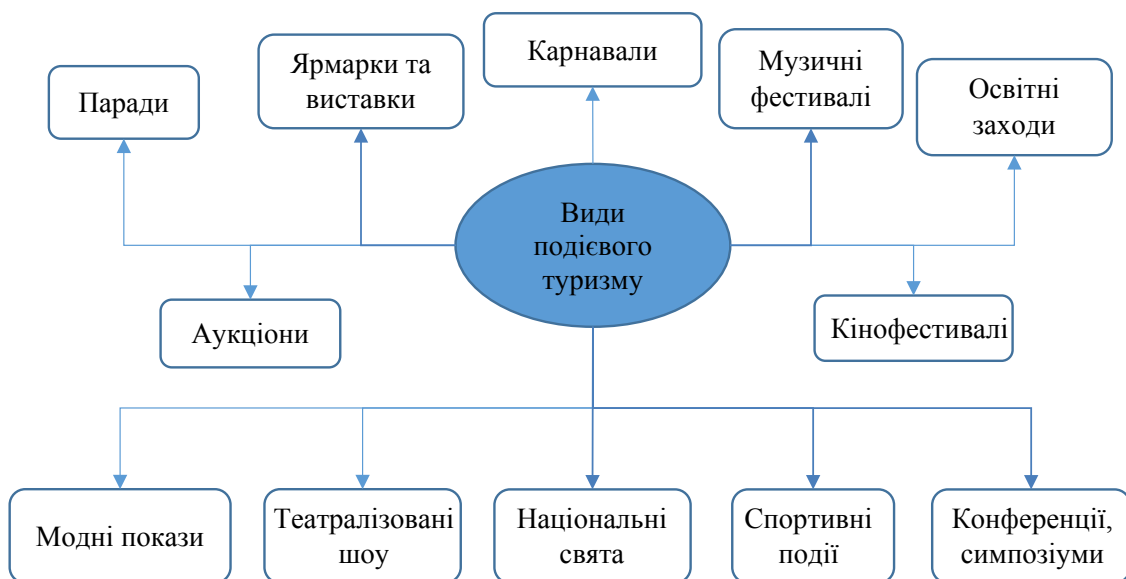 Паради
Ярмарки та
виставки
Карнавали
Музичні
фестивалі
Освітні
заходи
Види
подієвого
туризму
Аукціони
Кінофестивалі
Модні покази
Театралізовані
шоу
Національні
свята
Спортивні
події
Конференції,
симпозіуми